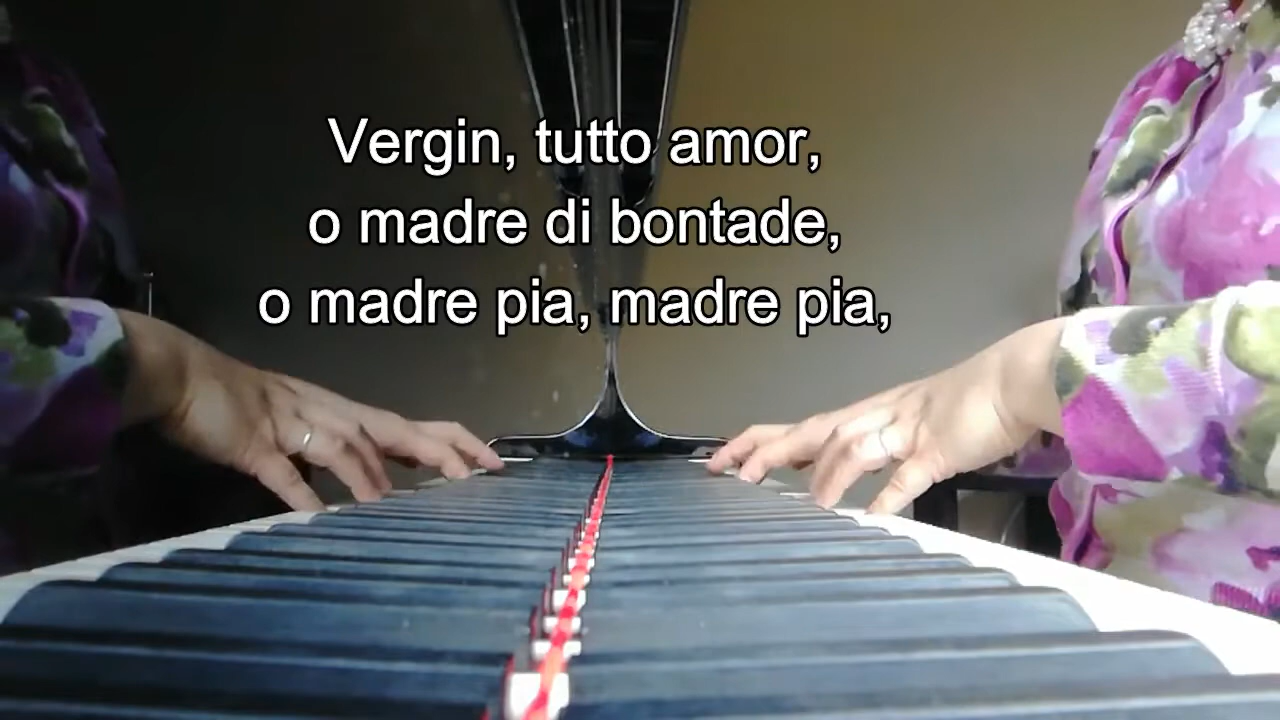 Vergin, tutto amor,
o madre di bontade,
o madre pia, madre pia,